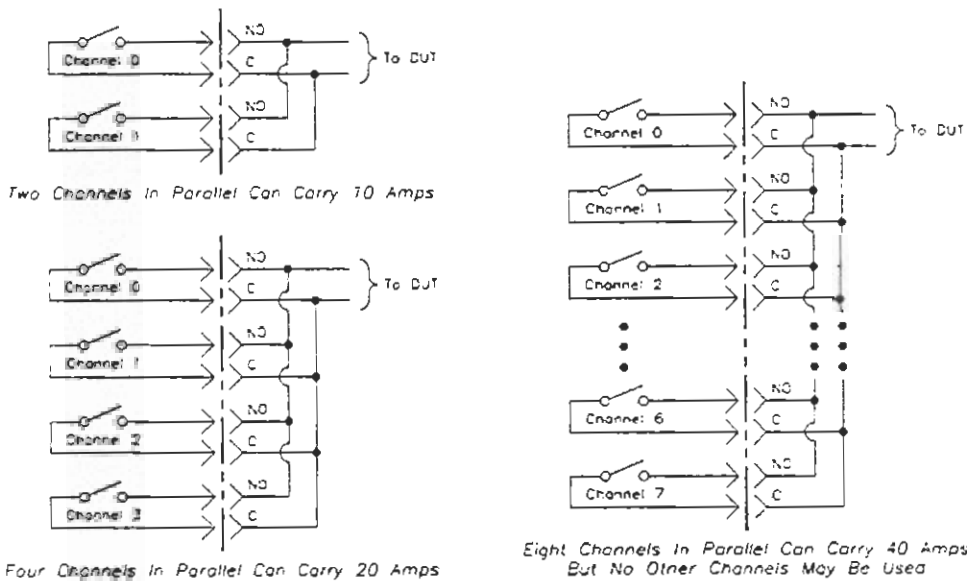 NO
Channel 0
C
To DUT
NO
Channel 1
C
Two Channels In Parallel Can Carry 10 Amps
NO
Channel 0
C
To DUT
NO
Channel 1
C
NO
Channel 2
C
NO
Channel 3
C
Four Channels In Parallel Can Carry 20 Amps
NO
Channel 0
C
To DUT
NO
Channel 1
C
NO
Channel 2
C
NO
Channel 6
C
NO
Channel 7
C
Eight Channels In Parallel Can Carry 40 Amps
But No Other Channels May Be Used